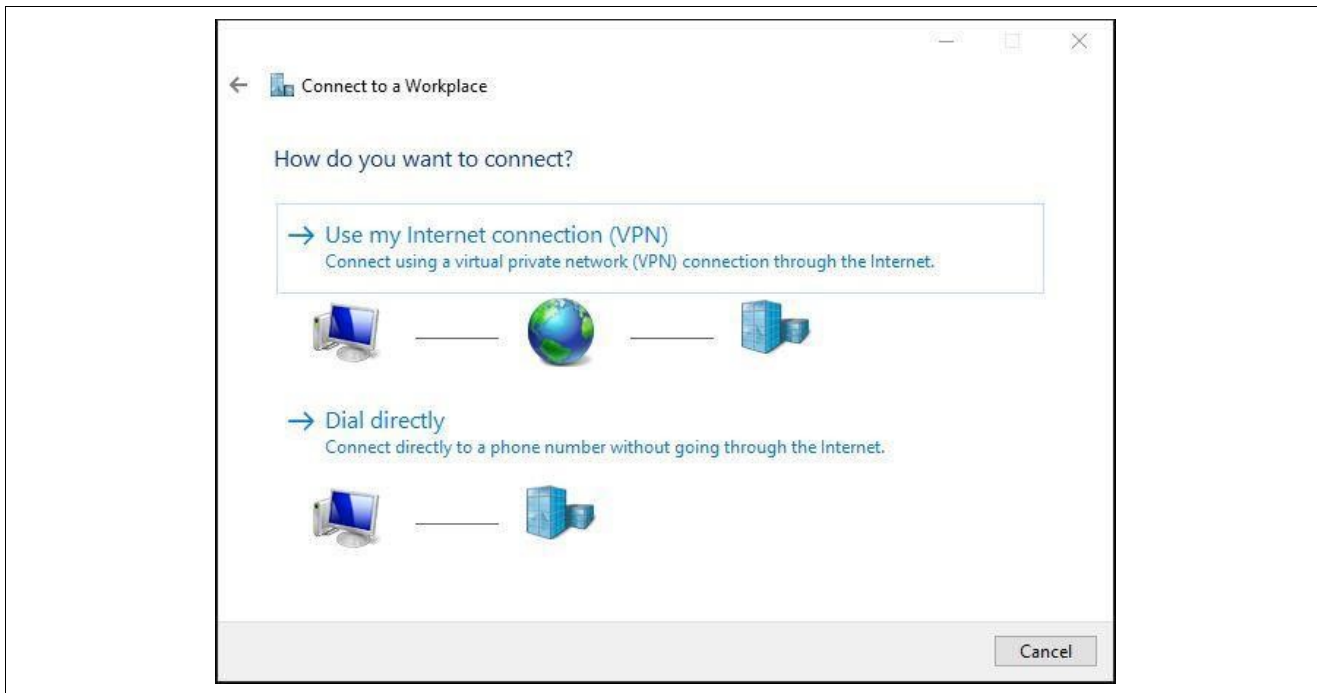 Connect to a Workplace
How do you want to connect?
Use my Internet connection (VPN)
Connect using a virtual private network (VPN) connection through the Internet.
Dial directly
Connect directly to a phone number without going through the Internet.
Cancel